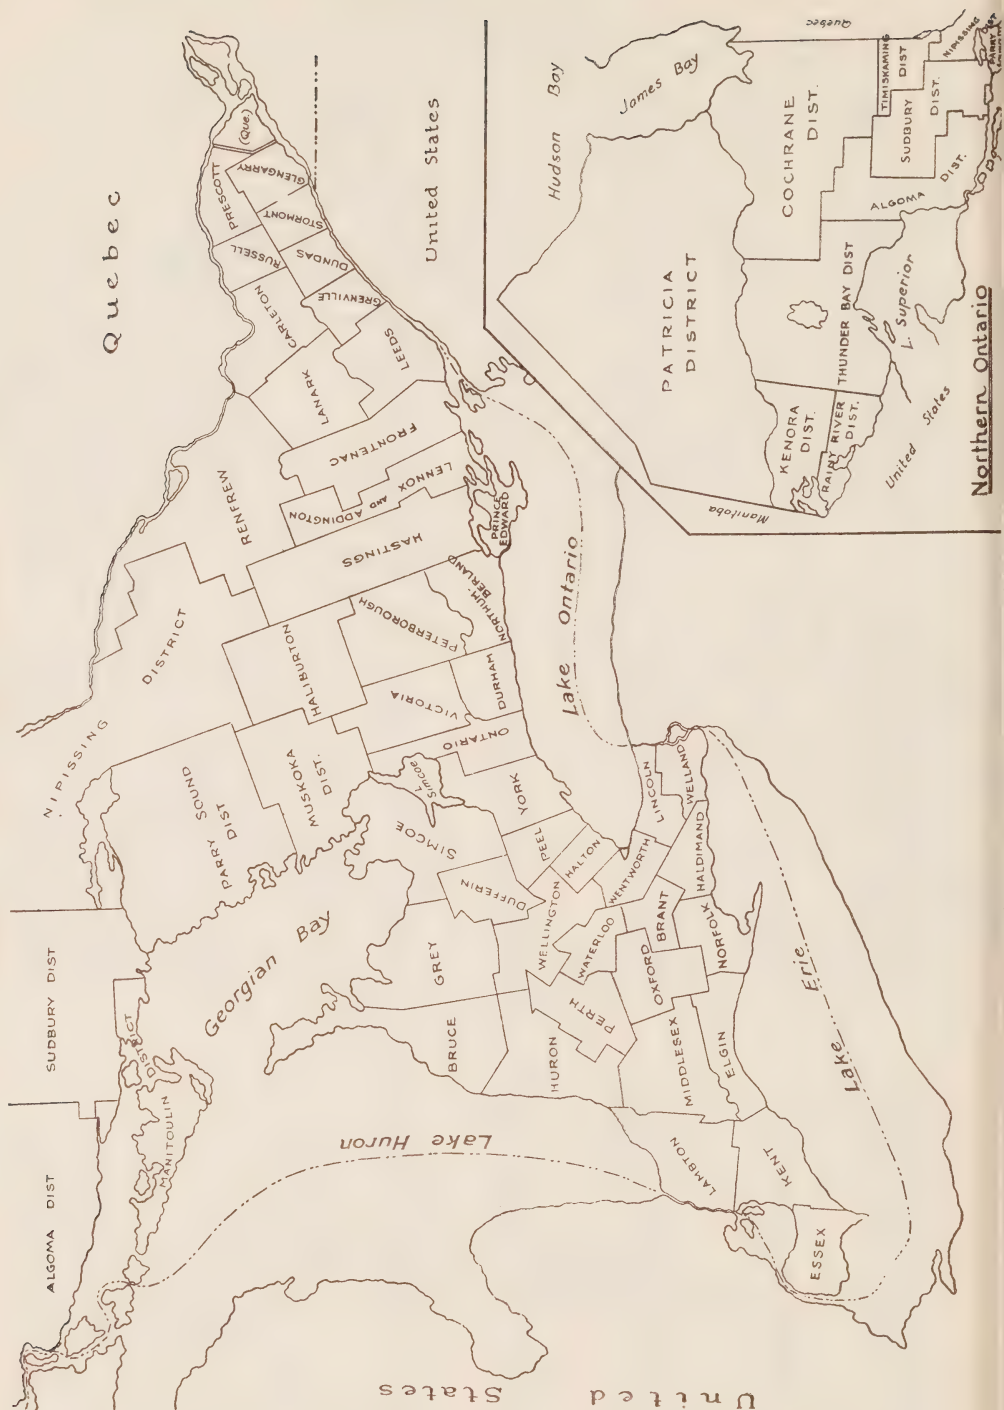 Quebec
United States
(Que.)
GLENGARRY
PRESCOTT
STORMONT
RUSSELL
DUNDAS
CARLETON
GRENVILLE
LEEDS
LANARK
FRONTENAC
RENFREW
LENNOX AND ADDINGTON
HASTINGS
PRINCE
EDWARD
NORTHUM-
BERLAND
PETERBOROUGH
HALIBURTON
DURHAM
VICTORIA
ONTARIO
NIPISSING
DISTRICT
PARRY SOUND
DIST
MUSKOKA
DIST.
L.
Simcoe
YORK
SIMCOE
PEEL
HALTON
DUFFERIN
WELLINGTON
WENTWORTH
LINCOLN
WELLAND
HALDIMAND
BRANT
WATERLOO
NORFOLK
OXFORD
GREY
BRUCE
PERTH
HURON
MIDDLESEX
ELGIN
LAMBTON
KENT
ESSEX
SUDBURY DIST
ALGOMA DIST
MANITOULIN
DISTRICT
Georgian Bay
Lake Huron
Lake Ontario
Lake Erie
United States
Quebec
Hudson Bay
James Bay
COCHRANE
DIST.
TIMISKAMING
DIST
NIPISSING
DIST
PARRY
SUDBURY
DIST.
ALGOMA
DIST.
PATRICIA
DISTRICT
THUNDER BAY DIST
L. Superior
KENORA
DIST.
RAINY RIVER
DIST.
United States
Manitoba
Northern Ontario